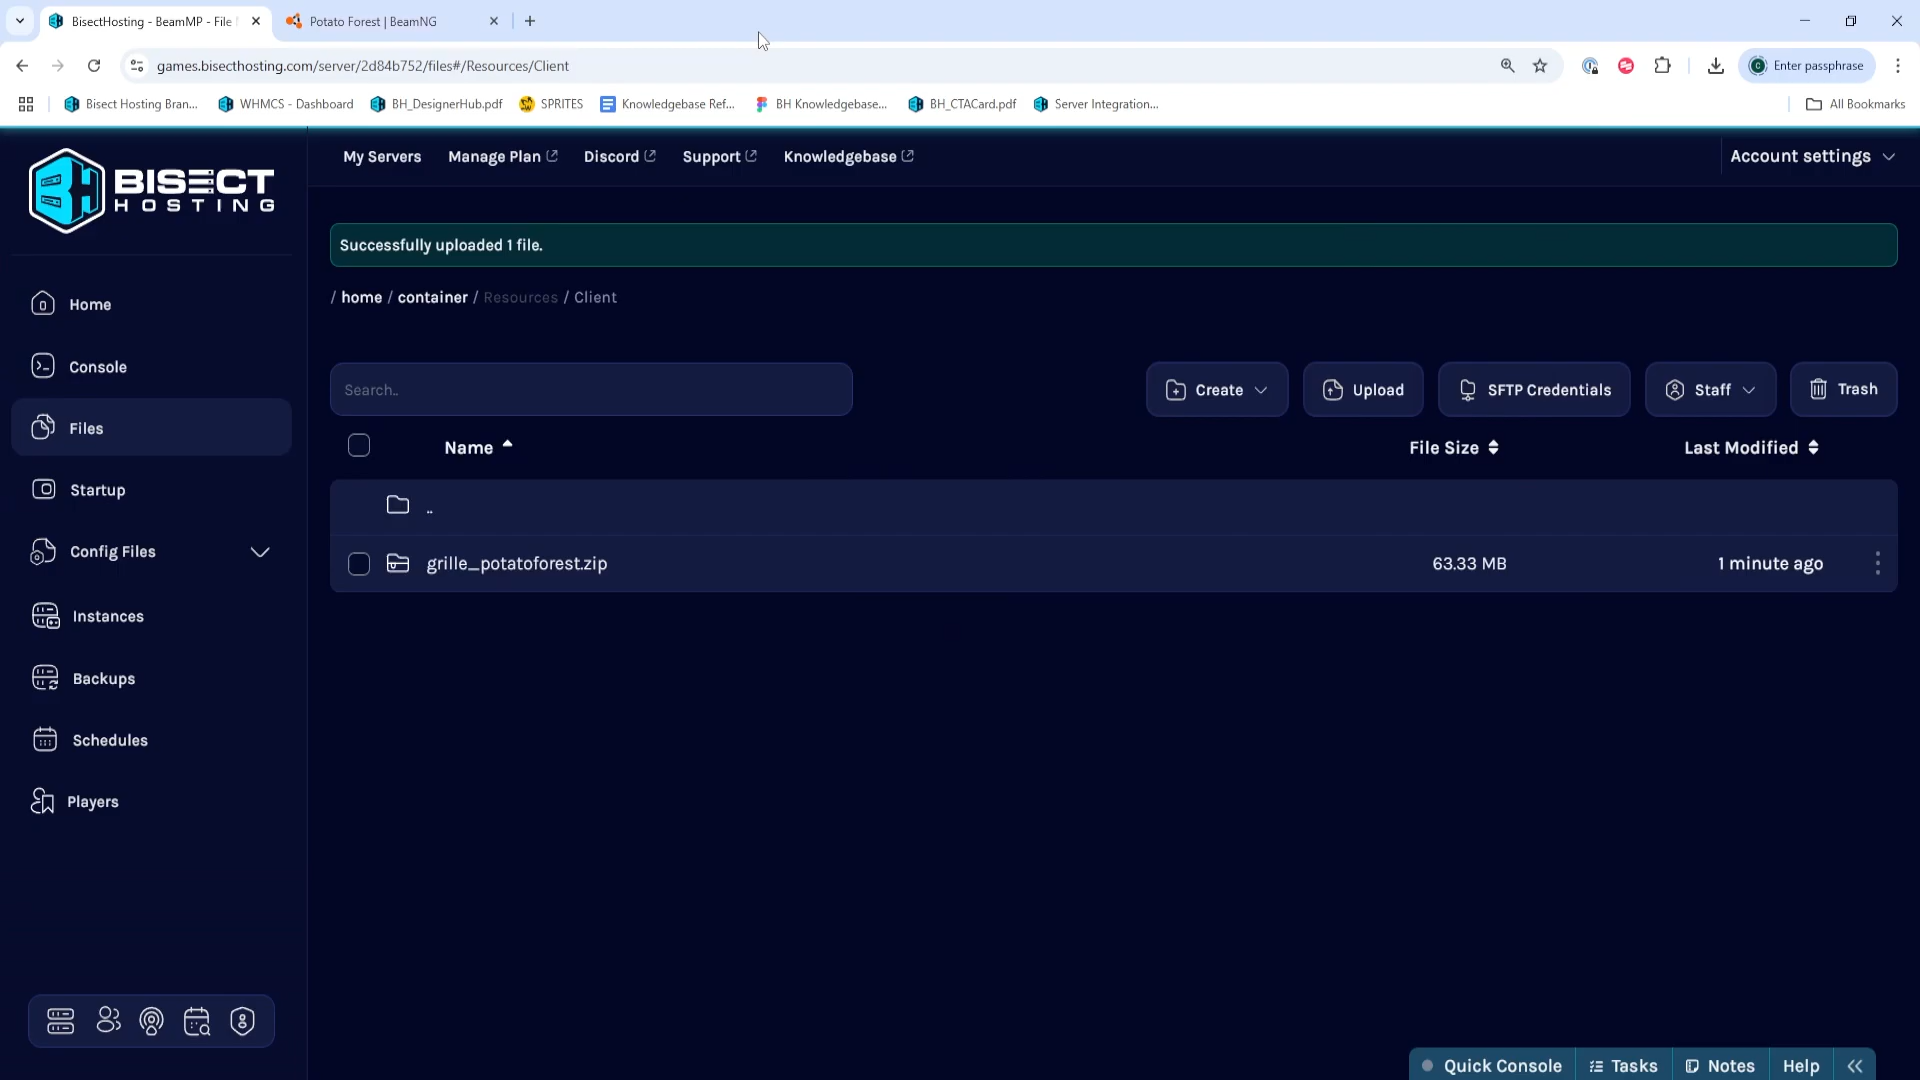 BisectHosting - BeamMP - File
Potato Forest | BeamNG
games.bisecthosting.com/server/2d84b752/files#/Resources/Client
Enter passphrase
Bisect Hosting Bran...
WHMCS - Dashboard
BH_DesignerHub.pdf
SPRITES
Knowledgebase Ref...
BH Knowledgebase...
BH_CTACard.pdf
Server Integration...
All Bookmarks
BISECT
HOSTING
My Servers
Manage Plan
Discord
Support
Knowledgebase
Account settings
Successfully uploaded 1 file.
/ home / container / Resources / Client
Home
Console
Files
Startup
Config Files
Instances
Backups
Schedules
Players
Search..
Create
Upload
SFTP Credentials
Staff
Trash
Name
File Size
Last Modified
..
grille_potatoforest.zip
63.33 MB
1 minute ago
Quick Console
Tasks
Notes
Help